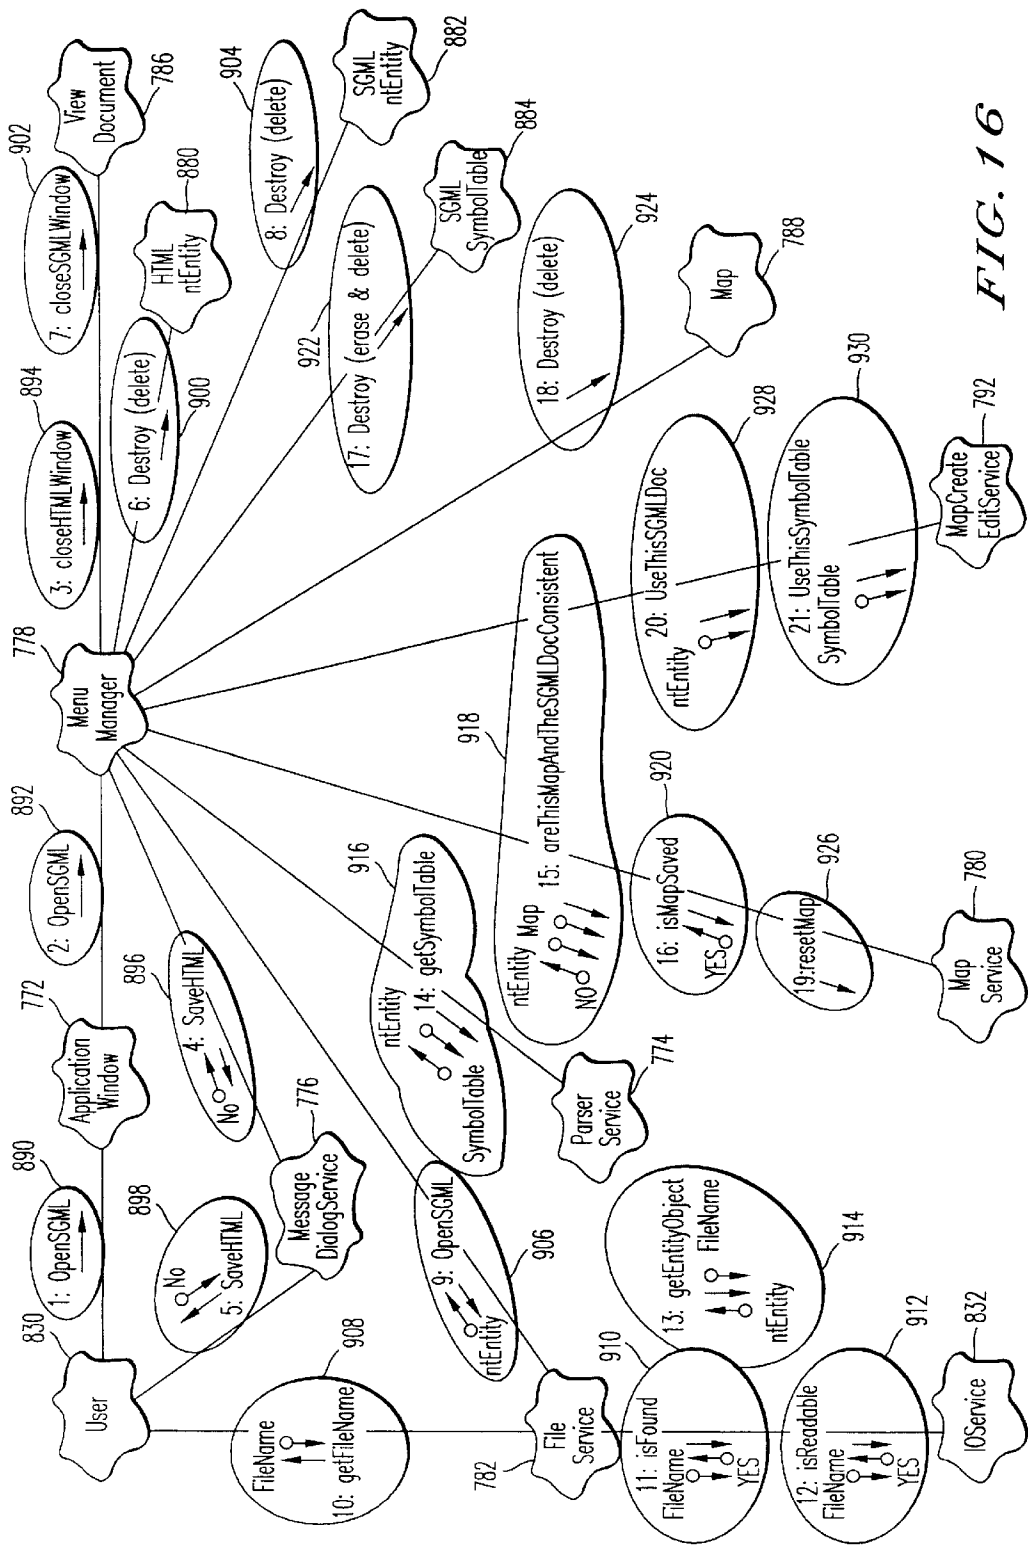 830
User
890
1: OpenSGML
772
Application
Window
892
2: OpenSGML
778
Menu
Manager
894
3: closeHTMLWindow
902
7: closeSGMLWindow
View
Document
786
898
No
5: SaveHTML
896
4: SaveHTML
No
Message
DialogService
776
6: Destroy (delete)
900
HTML
ntEntity
880
8: Destroy (delete)
904
SGML
ntEntity
882
908
FileName
10: getFileName
9: OpenSGML
ntEntity
906
916
ntEntity
14: getSymbolTable
SymbolTable
922
17: Destroy (erase & delete)
SGML
SymbolTable
884
782
File
Service
Parser
Service
774
918
ntEntity Map
15: areThisMapAndTheSGMLDocConsistent
NO
18: Destroy (delete)
924
Map
788
910
11: isFound
FileName
YES
13: getEntityObject
FileName
ntEntity
914
920
16: isMapSaved
YES
20: UseThisSGMLDoc
ntEntity
928
912
12: isReadable
FileName
YES
926
19:resetMap
21: UseThisSymbolTable
SymbolTable
930
IOService
832
Map
Service
780
MapCreate
EditService
792
FIG. 16